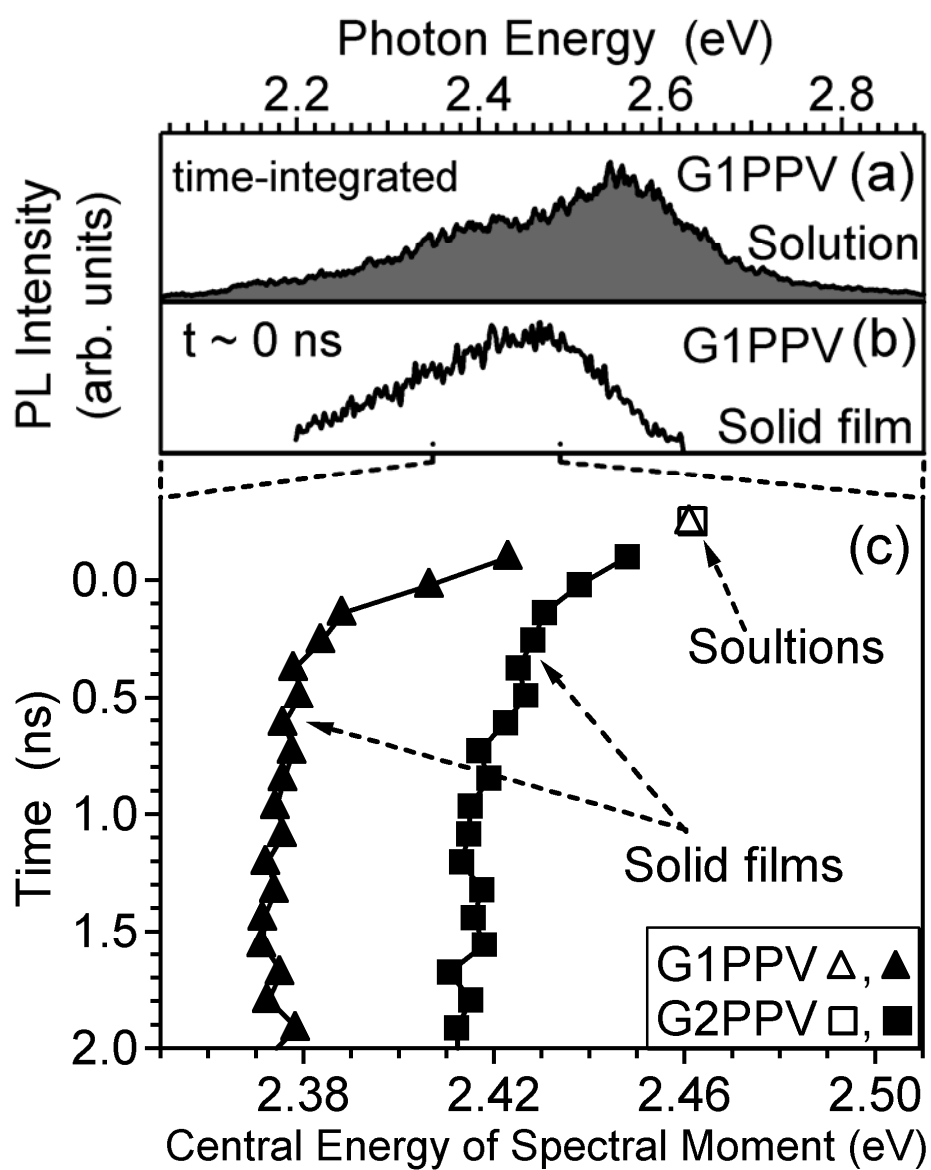 Photon Energy (eV)
2.2 2.4 2.6 2.8
PL Intensity
(arb. units)
time-integrated
G1PPV (a)
Solution
t ~ 0 ns
G1PPV (b)
Solid film
(c)
Soultions
Solid films
Time (ns)
0.0
0.5
1.0
1.5
2.0
G1PPV △ , ▲
G2PPV □ , ■
2.38 2.42 2.46 2.50
Central Energy of Spectral Moment (eV)